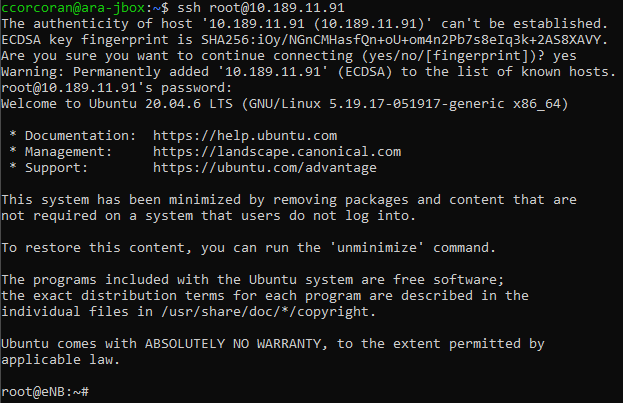 ccorcoran@ara-jbox:~$ ssh root@10.189.11.91
The authenticity of host '10.189.11.91 (10.189.11.91)' can't be established.
ECDSA key fingerprint is SHA256:iOy/NGnCMHasfQn+oU+om4n2Pb7s8eIq3k+2AS8XAVY.
Are you sure you want to continue connecting (yes/no/[fingerprint])? yes
Warning: Permanently added '10.189.11.91' (ECDSA) to the list of known hosts.
root@10.189.11.91's password:
Welcome to Ubuntu 20.04.6 LTS (GNU/Linux 5.19.17-051917-generic x86_64)
* Documentation:  https://help.ubuntu.com
* Management:     https://landscape.canonical.com
* Support:        https://ubuntu.com/advantage
This system has been minimized by removing packages and content that are
not required on a system that users do not log into.
To restore this content, you can run the 'unminimize' command.
The programs included with the Ubuntu system are free software;
the exact distribution terms for each program are described in the
individual files in /usr/share/doc/*/copyright.
Ubuntu comes with ABSOLUTELY NO WARRANTY, to the extent permitted by
applicable law.
root@eNB:~#